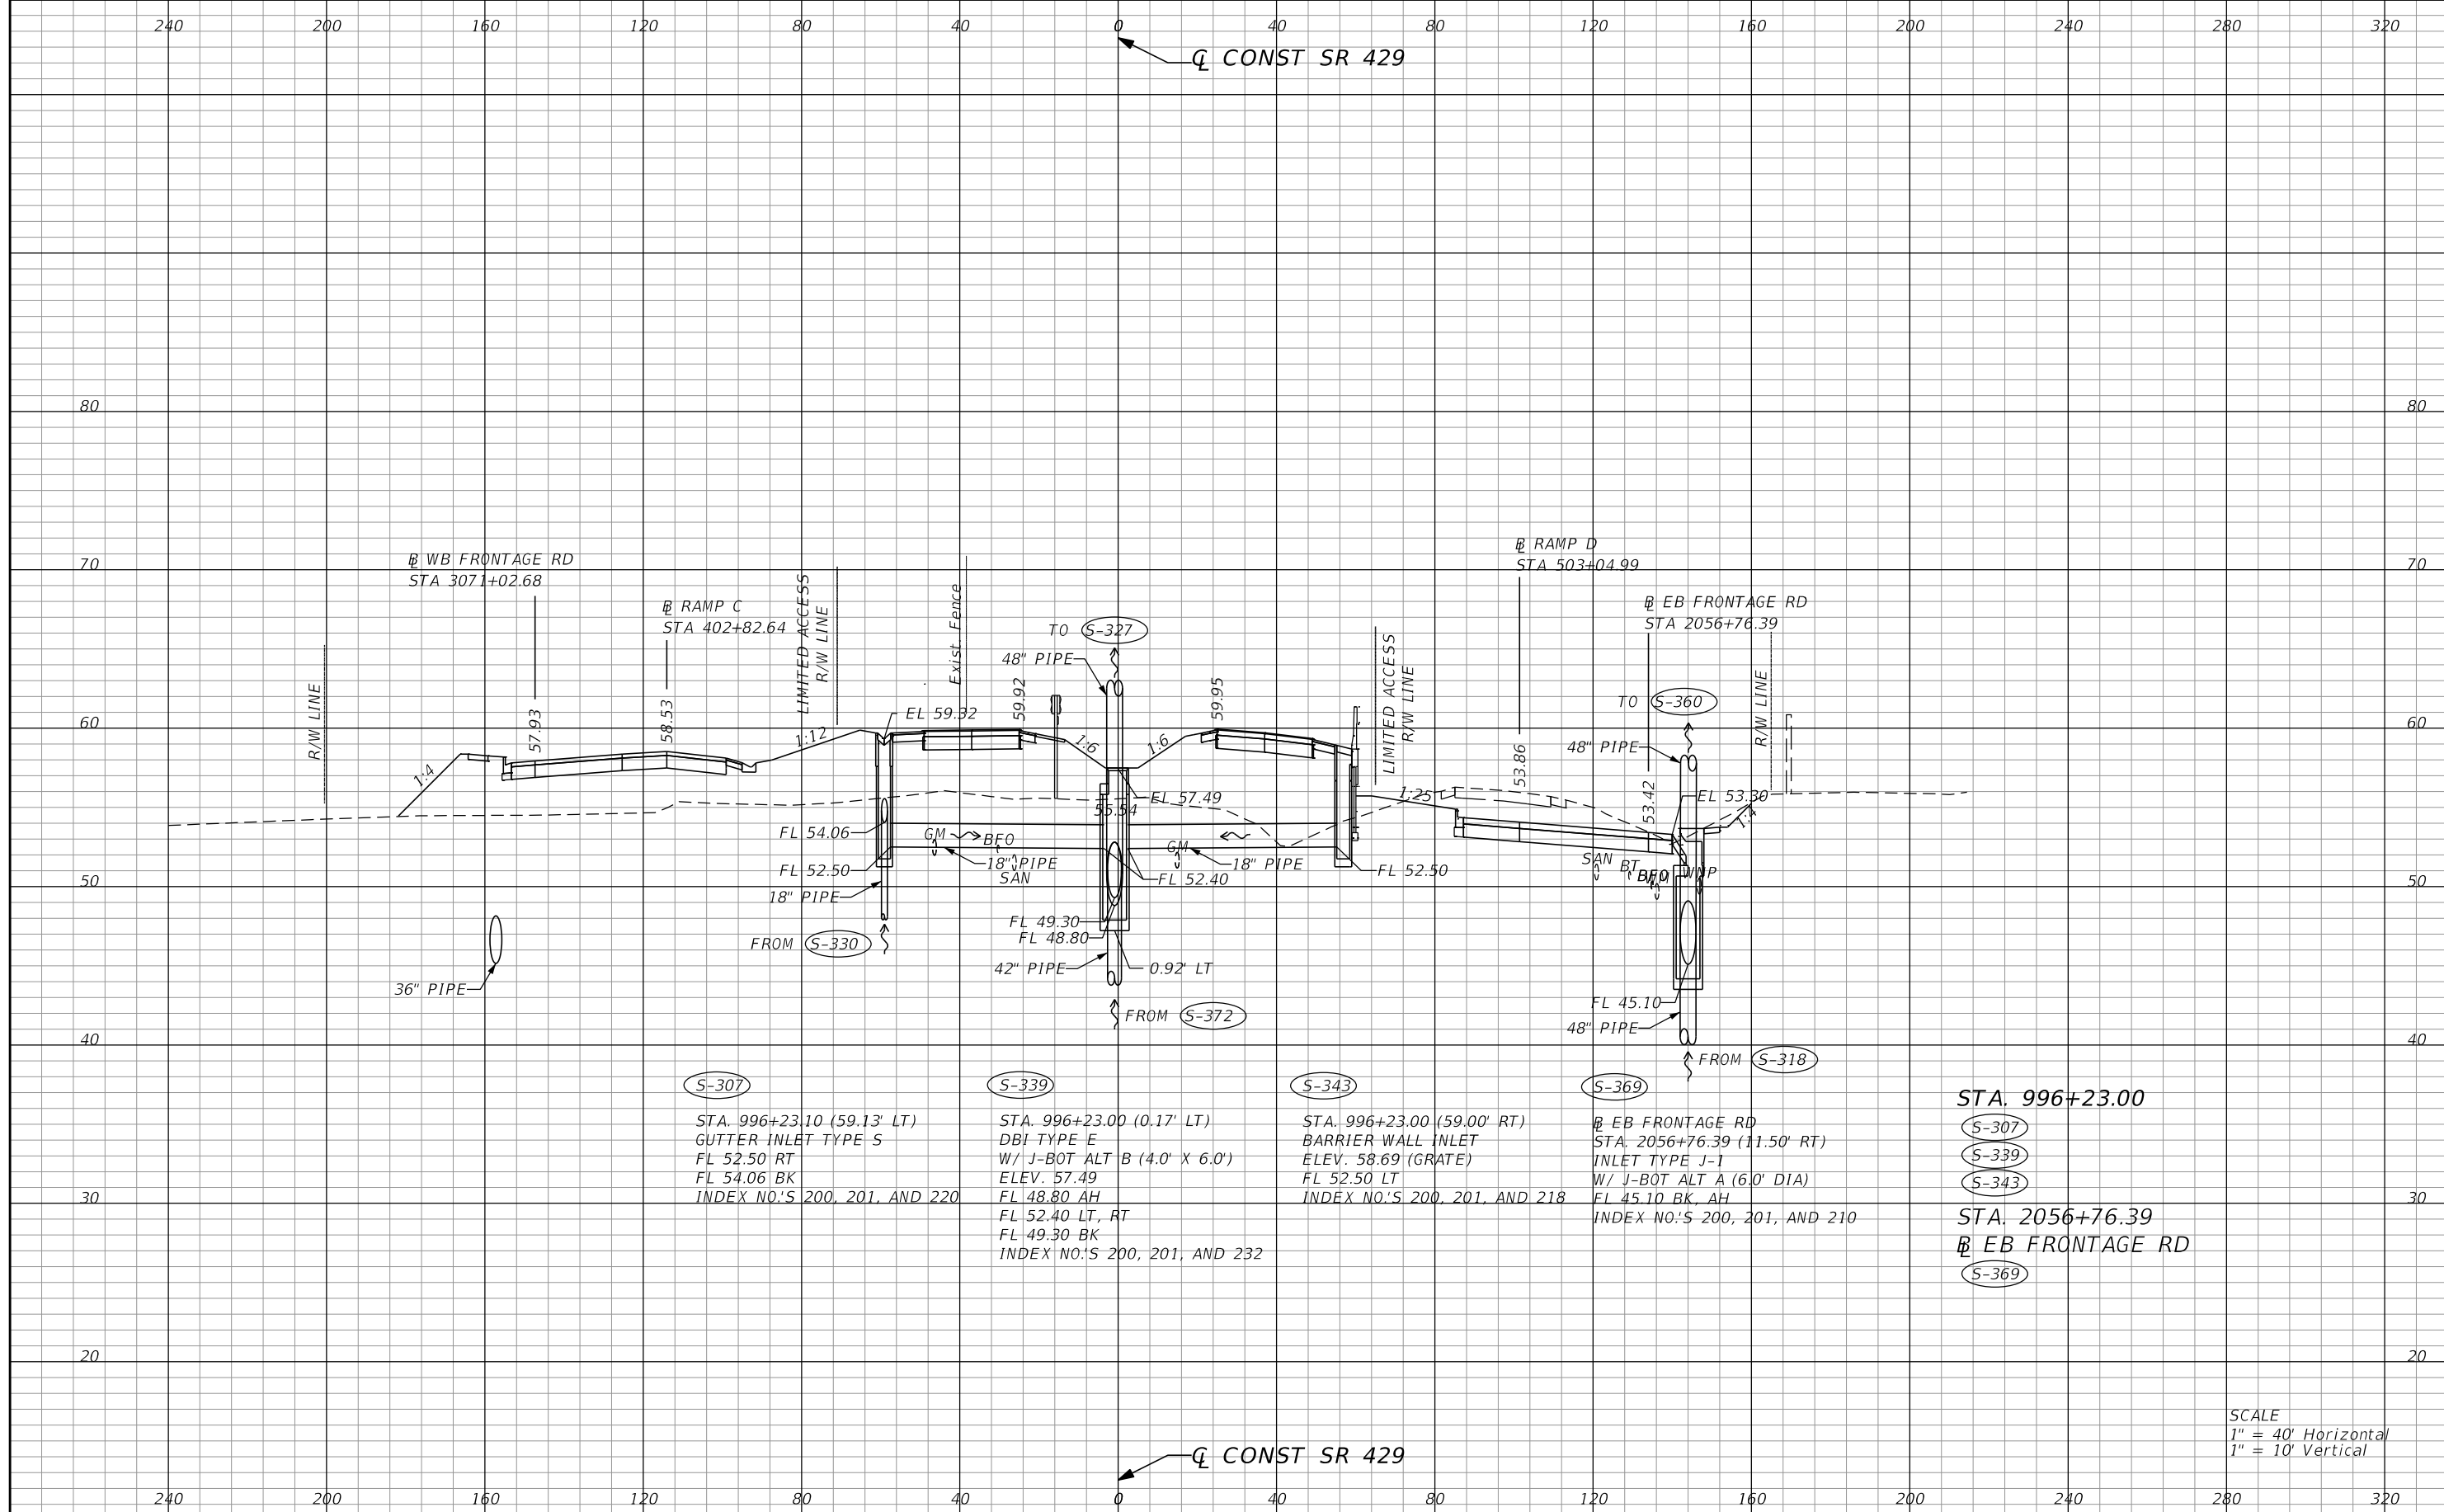 240 200 160 120 80 40 0 40 80 120 160 200 240 280 320
℄ CONST SR 429
80 80
70 70
60 60
50 50
40 40
30 30
20 20
R/W LINE
1:4
℄ WB FRONTAGE RD
STA 3071+02.68
57.93
℄ RAMP C
STA 402+82.64
58.53
LIMITED ACCESS
R/W LINE
1:12
Exist. Fence
EL 59.32
59.92
TO S-327
48" PIPE
1:6
1:6
59.95
EL 57.49
55.54
LIMITED ACCESS
R/W LINE
1:25
℄ RAMP D
STA 503+04.99
53.86
℄ EB FRONTAGE RD
STA 2056+76.39
53.42
TO S-360
48" PIPE
R/W LINE
EL 53.30
1:4
FL 54.06
FL 52.50
18" PIPE
FROM S-330
GM
BFO
18" PIPE
SAN
GM
18" PIPE
FL 52.40
FL 52.50
FL 49.30
FL 48.80
42" PIPE
0.92' LT
FROM S-372
36" PIPE
SAN
BT
BFO
FL 45.10
48" PIPE
FROM S-318
S-307
STA. 996+23.10 (59.13' LT)
GUTTER INLET TYPE S
FL 52.50 RT
FL 54.06 BK
INDEX NO.'S 200, 201, AND 220
S-339
STA. 996+23.00 (0.17' LT)
DBI TYPE E
W/ J-BOT ALT B (4.0' X 6.0')
ELEV. 57.49
FL 48.80 AH
FL 52.40 LT, RT
FL 49.30 BK
INDEX NO.'S 200, 201, AND 232
S-343
STA. 996+23.00 (59.00' RT)
BARRIER WALL INLET
ELEV. 58.69 (GRATE)
FL 52.50 LT
INDEX NO.'S 200, 201, AND 218
S-369
℄ EB FRONTAGE RD
STA. 2056+76.39 (11.50' RT)
INLET TYPE J-1
W/ J-BOT ALT A (6.0' DIA)
FL 45.10 BK, AH
INDEX NO.'S 200, 201, AND 210
STA. 996+23.00
S-307
S-339
S-343
STA. 2056+76.39
℄ EB FRONTAGE RD
S-369
SCALE
1" = 40' Horizontal
1" = 10' Vertical
℄ CONST SR 429
240 200 160 120 80 40 0 40 80 120 160 200 240 280 320